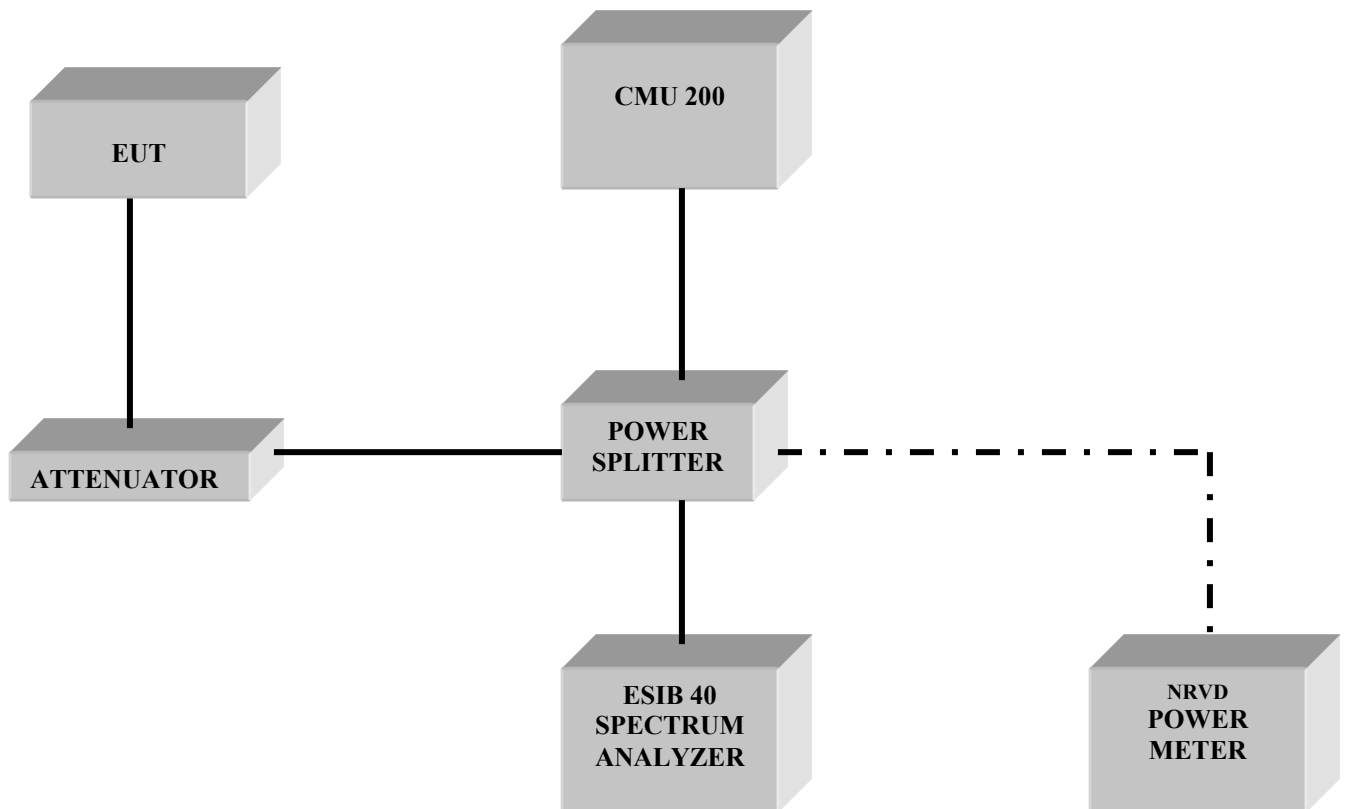 CMU 200
EUT
POWER
SPLITTER
ATTENUATOR
ESIB 40
SPECTRUM
ANALYZER
NRVD
POWER
METER